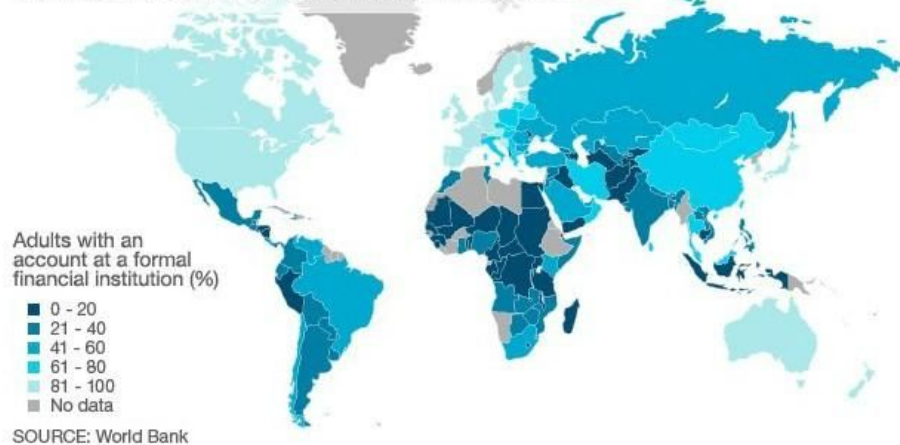 Adults with an
account at a formal
financial institution (%)
0 - 20
21 - 40
41 - 60
61 - 80
81 - 100
No data
SOURCE: World Bank